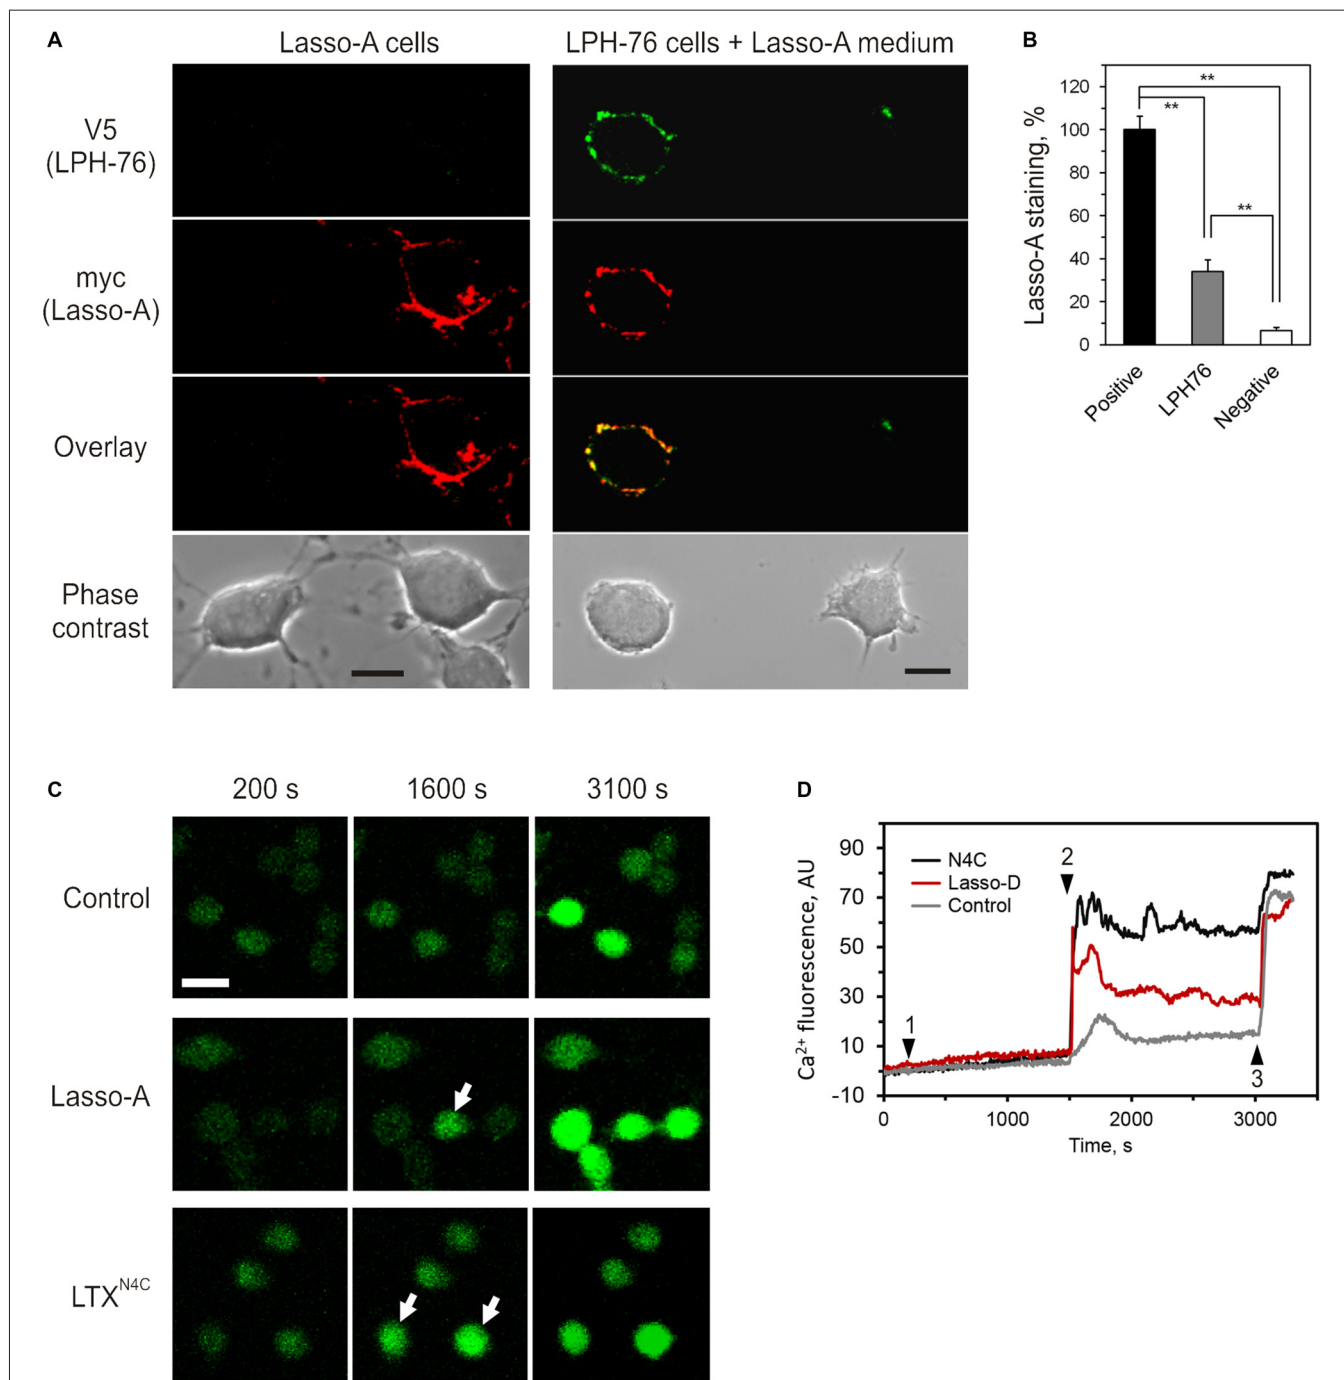 A
Lasso-A cells
LPH-76 cells + Lasso-A medium
V5
(LPH-76)
myc
(Lasso-A)
Overlay
Phase
contrast
B
Lasso-A staining, %
120
100
80
60
40
20
0
**
**
**
Positive
LPH76
Negative
C
200 s
1600 s
3100 s
Control
Lasso-A
LTX^N4C
D
Ca²⁺ fluorescence, AU
90
70
50
30
10
-10
N4C
Lasso-D
Control
1
2
3
0
1000
2000
3000
Time, s